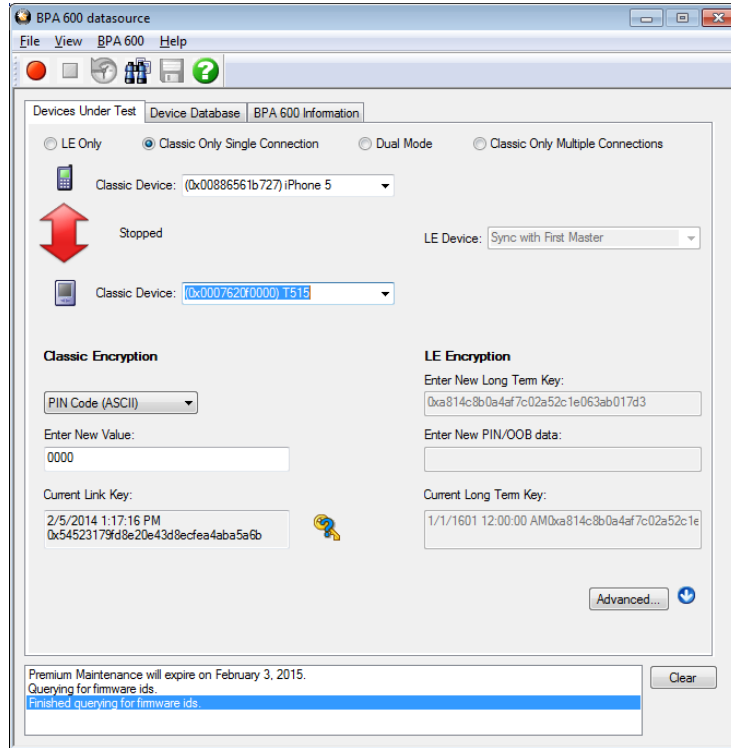 BPA 600 datasource
File View BPA 600 Help
Devices Under Test Device Database BPA 600 Information
LE Only Classic Only Single Connection Dual Mode Classic Only Multiple Connections
Classic Device: (0x00886561b727) iPhone 5
Stopped
LE Device: Sync with First Master
Classic Device: (0x0007620f0000) T515
Classic Encryption LE Encryption
Enter New Long Term Key:
PIN Code (ASCII) 0xa814c8b0a4af7c02a52c1e063ab017d3
Enter New Value: Enter New PIN/OOB data:
0000
Current Link Key: Current Long Term Key:
2/5/2014 1:17:16 PM 1/1/1601 12:00:00 AM0xa814c8b0a4af7c02a52c1e
0x54523179fd8e20e43d8ecfea4aba5a6b
Advanced...
Premium Maintenance will expire on February 3, 2015. Clear
Querying for firmware ids.
Finished querying for firmware ids.